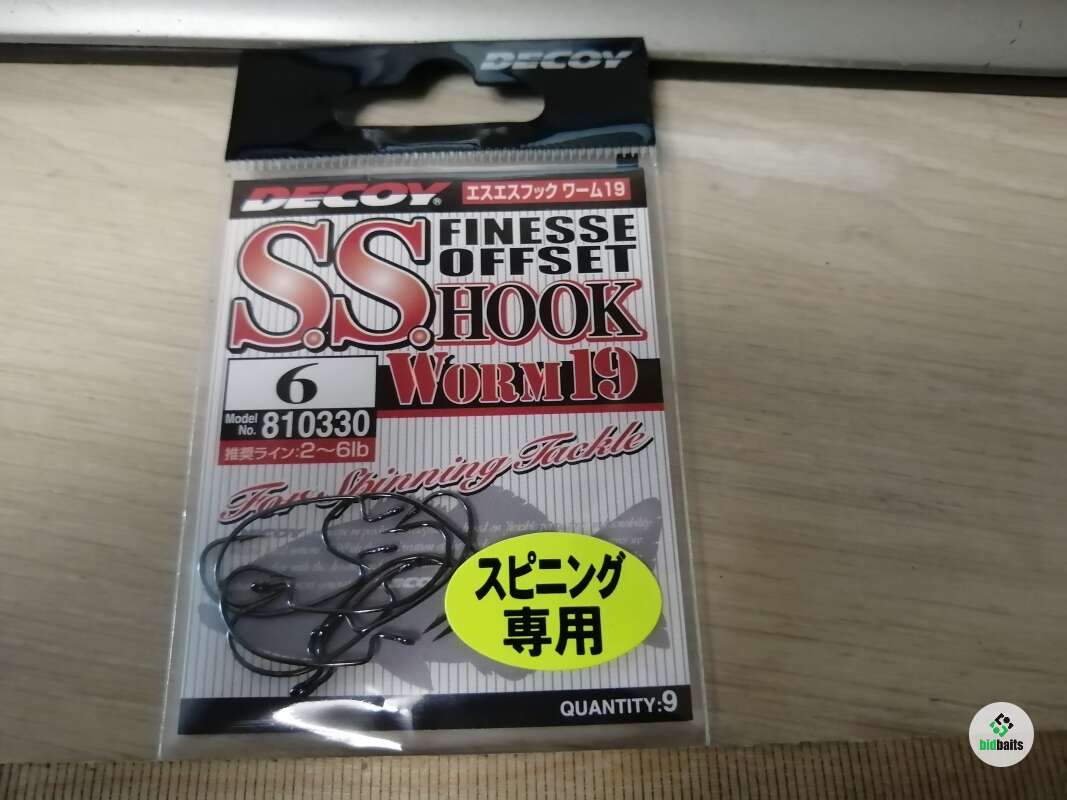 DECOY
DECOY® エスエスフック ワーム19
S.S. FINESSE
OFFSET
HOOK
6 WORM19
Model No. 810330
推奨ライン:2〜6lb
For Spinning Tackle
スピニング
専用
QUANTITY:9
bidbaits